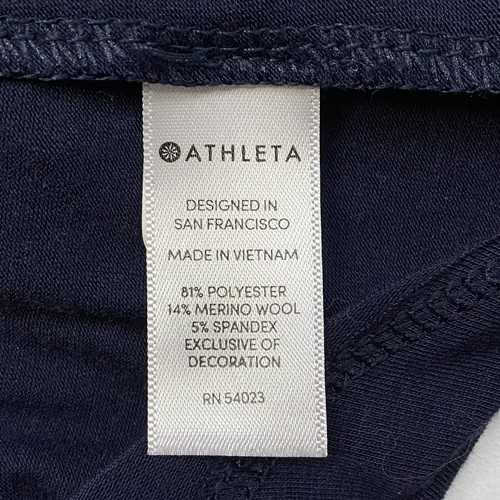 ATHLETA
DESIGNED IN
SAN FRANCISCO
MADE IN VIETNAM
81% POLYESTER
14% MERINO WOOL
5% SPANDEX
EXCLUSIVE OF
DECORATION
RN 54023